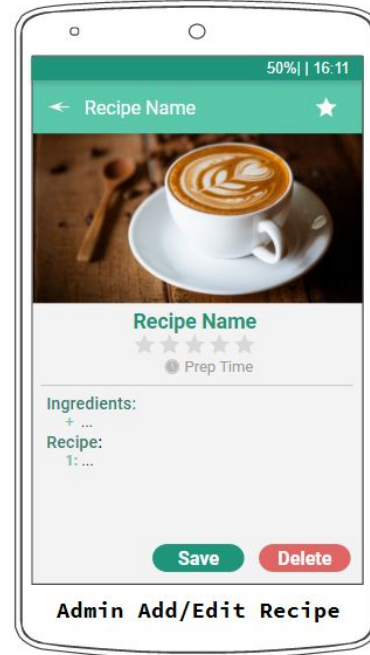 50%|| 16:11
Recipe Name
Recipe Name
Prep Time
Ingredients:
+ ...
Recipe:
1: ...
Save Delete
Admin Add/Edit Recipe